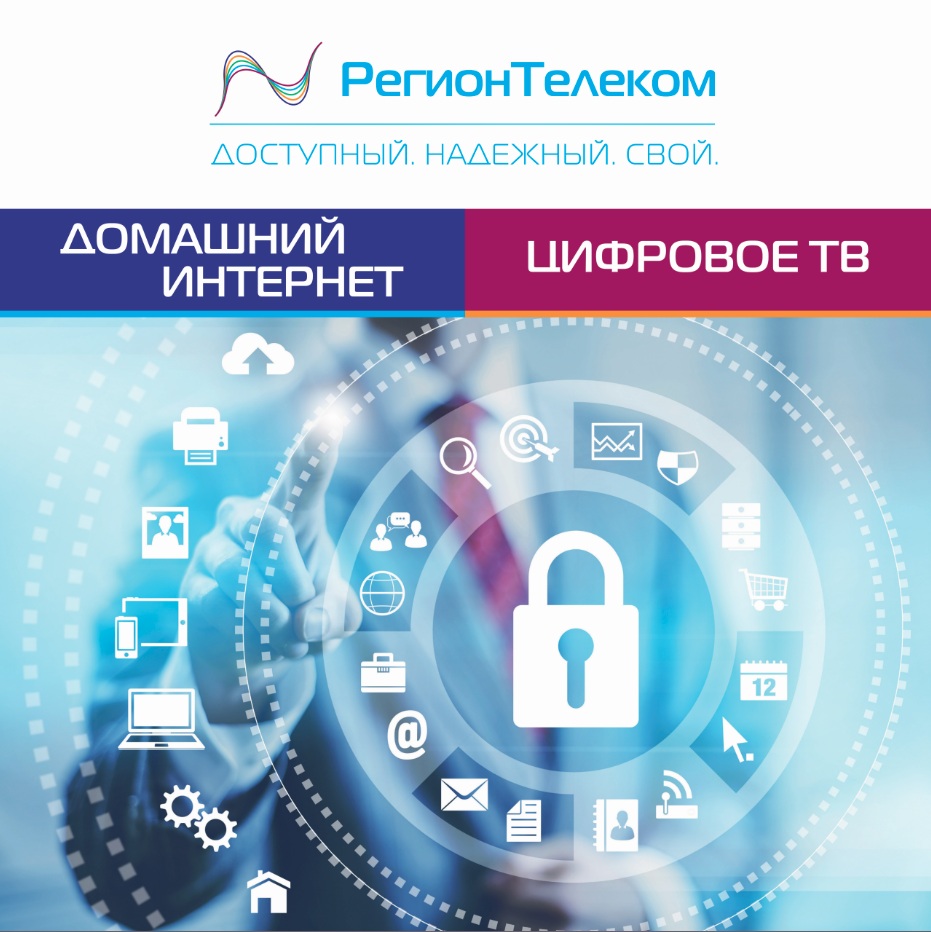 РегионТелеком
ДОСТУПНЫЙ. НАДЕЖНЫЙ. СВОЙ.
ДОМАШНИЙ
ИНТЕРНЕТ
ЦИФРОВОЕ ТВ
12
@